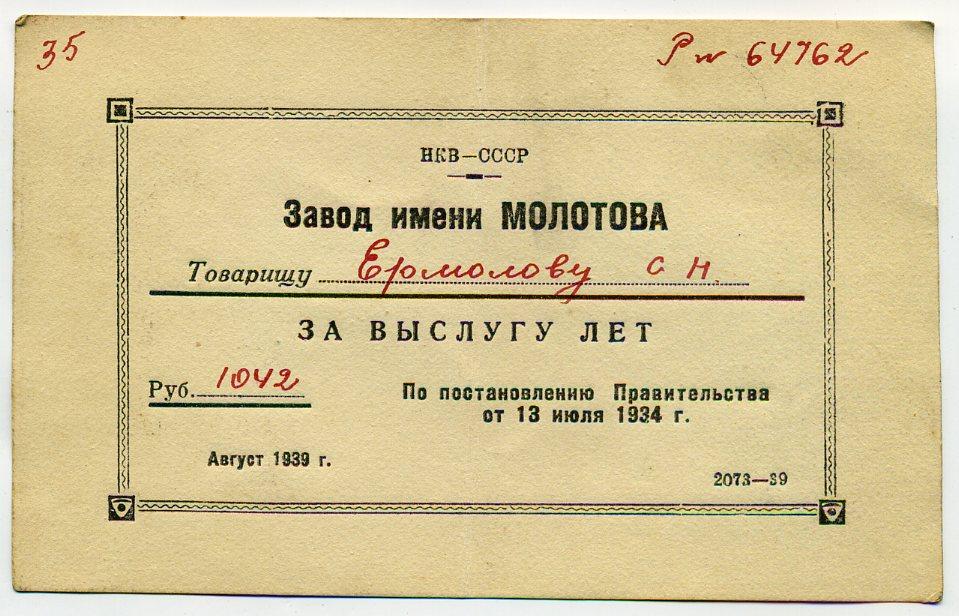 35
Р № 64762
НКВ—СССР
Завод имени МОЛОТОВА
Товарищу Ермолову С Н.
ЗА ВЫСЛУГУ ЛЕТ
Руб. 1042
По постановлению Правительства
от 13 июля 1934 г.
Август 1939 г.
2073—39